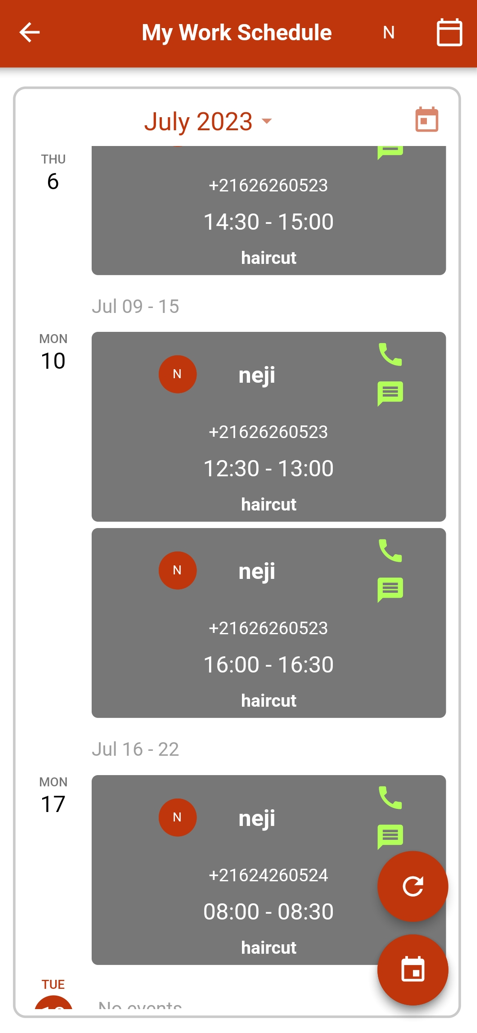 My Work Schedule N
July 2023
THU
6
+21626260523
14:30 - 15:00
haircut
Jul 09 - 15
MON
10
N neji
+21626260523
12:30 - 13:00
haircut
N neji
+21626260523
16:00 - 16:30
haircut
Jul 16 - 22
MON
17
N neji
+21624260524
08:00 - 08:30
haircut
TUE
No events